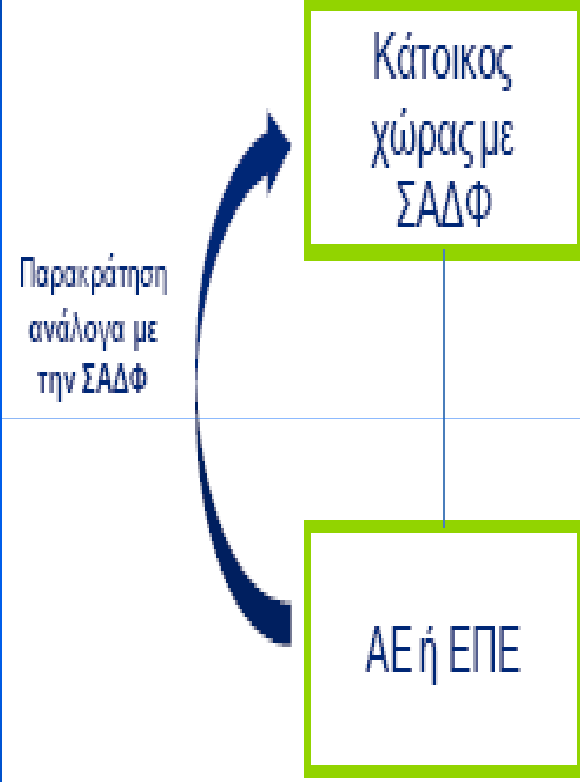 Κάτοικος
χώρας με
ΣΑΔΦ
Παρακράτηση
ανάλογα με
την ΣΑΔΦ
ΑΕ ή ΕΠΕ